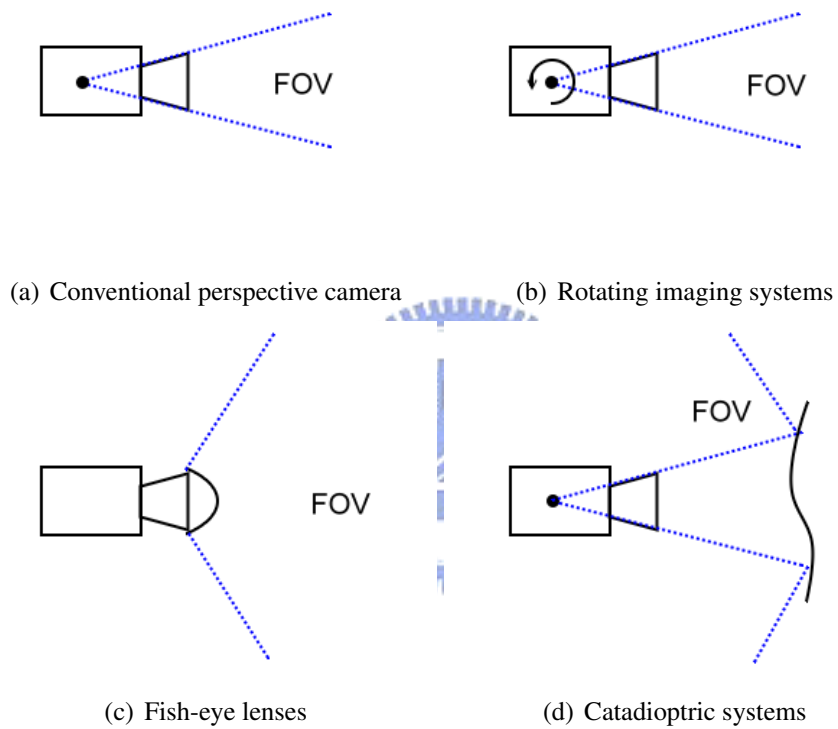 FOV
FOV
(a) Conventional perspective camera
(b) Rotating imaging systems
FOV
FOV
(c) Fish-eye lenses
(d) Catadioptric systems